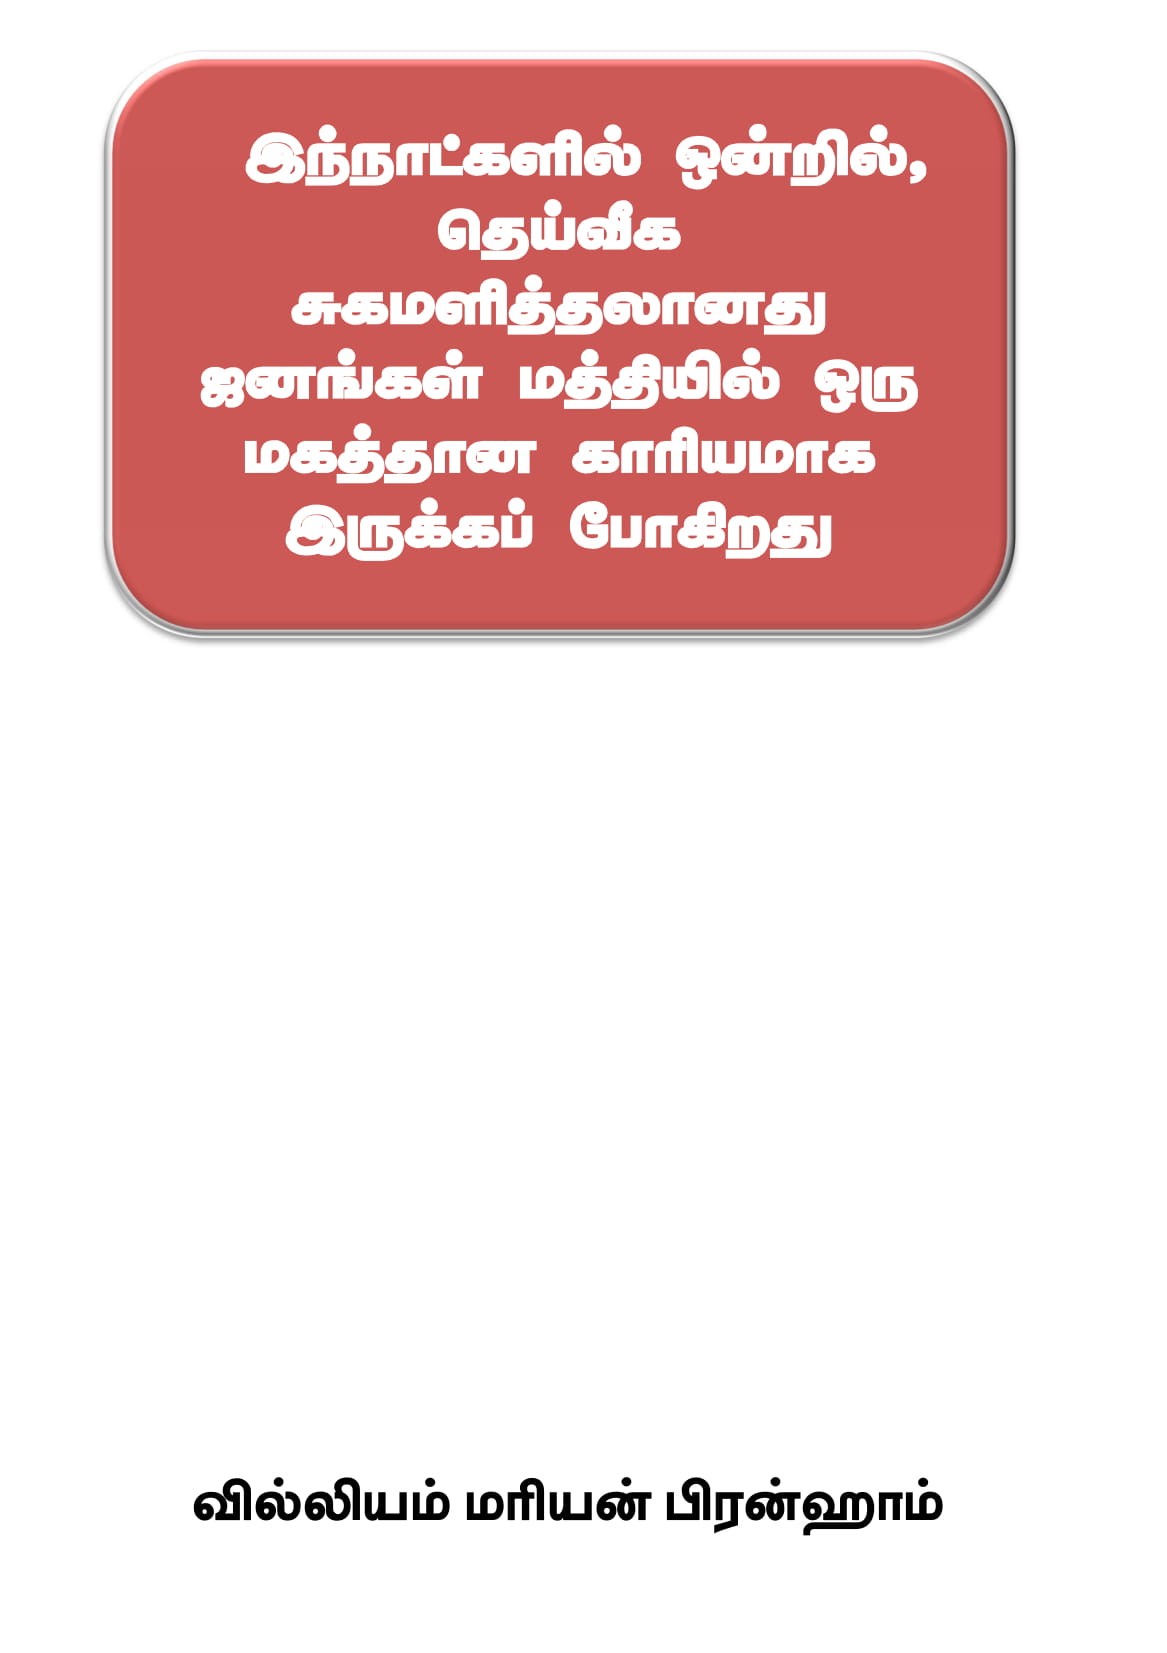 இந்நாட்களில் ஒன்றில்,
தெய்வீக
சுகமளித்தலானது
ஜனங்கள் மத்தியில் ஒரு
மகத்தான காரியமாக
இருக்கப் போகிறது
வில்லியம் மரியன் பிரன்ஹாம்